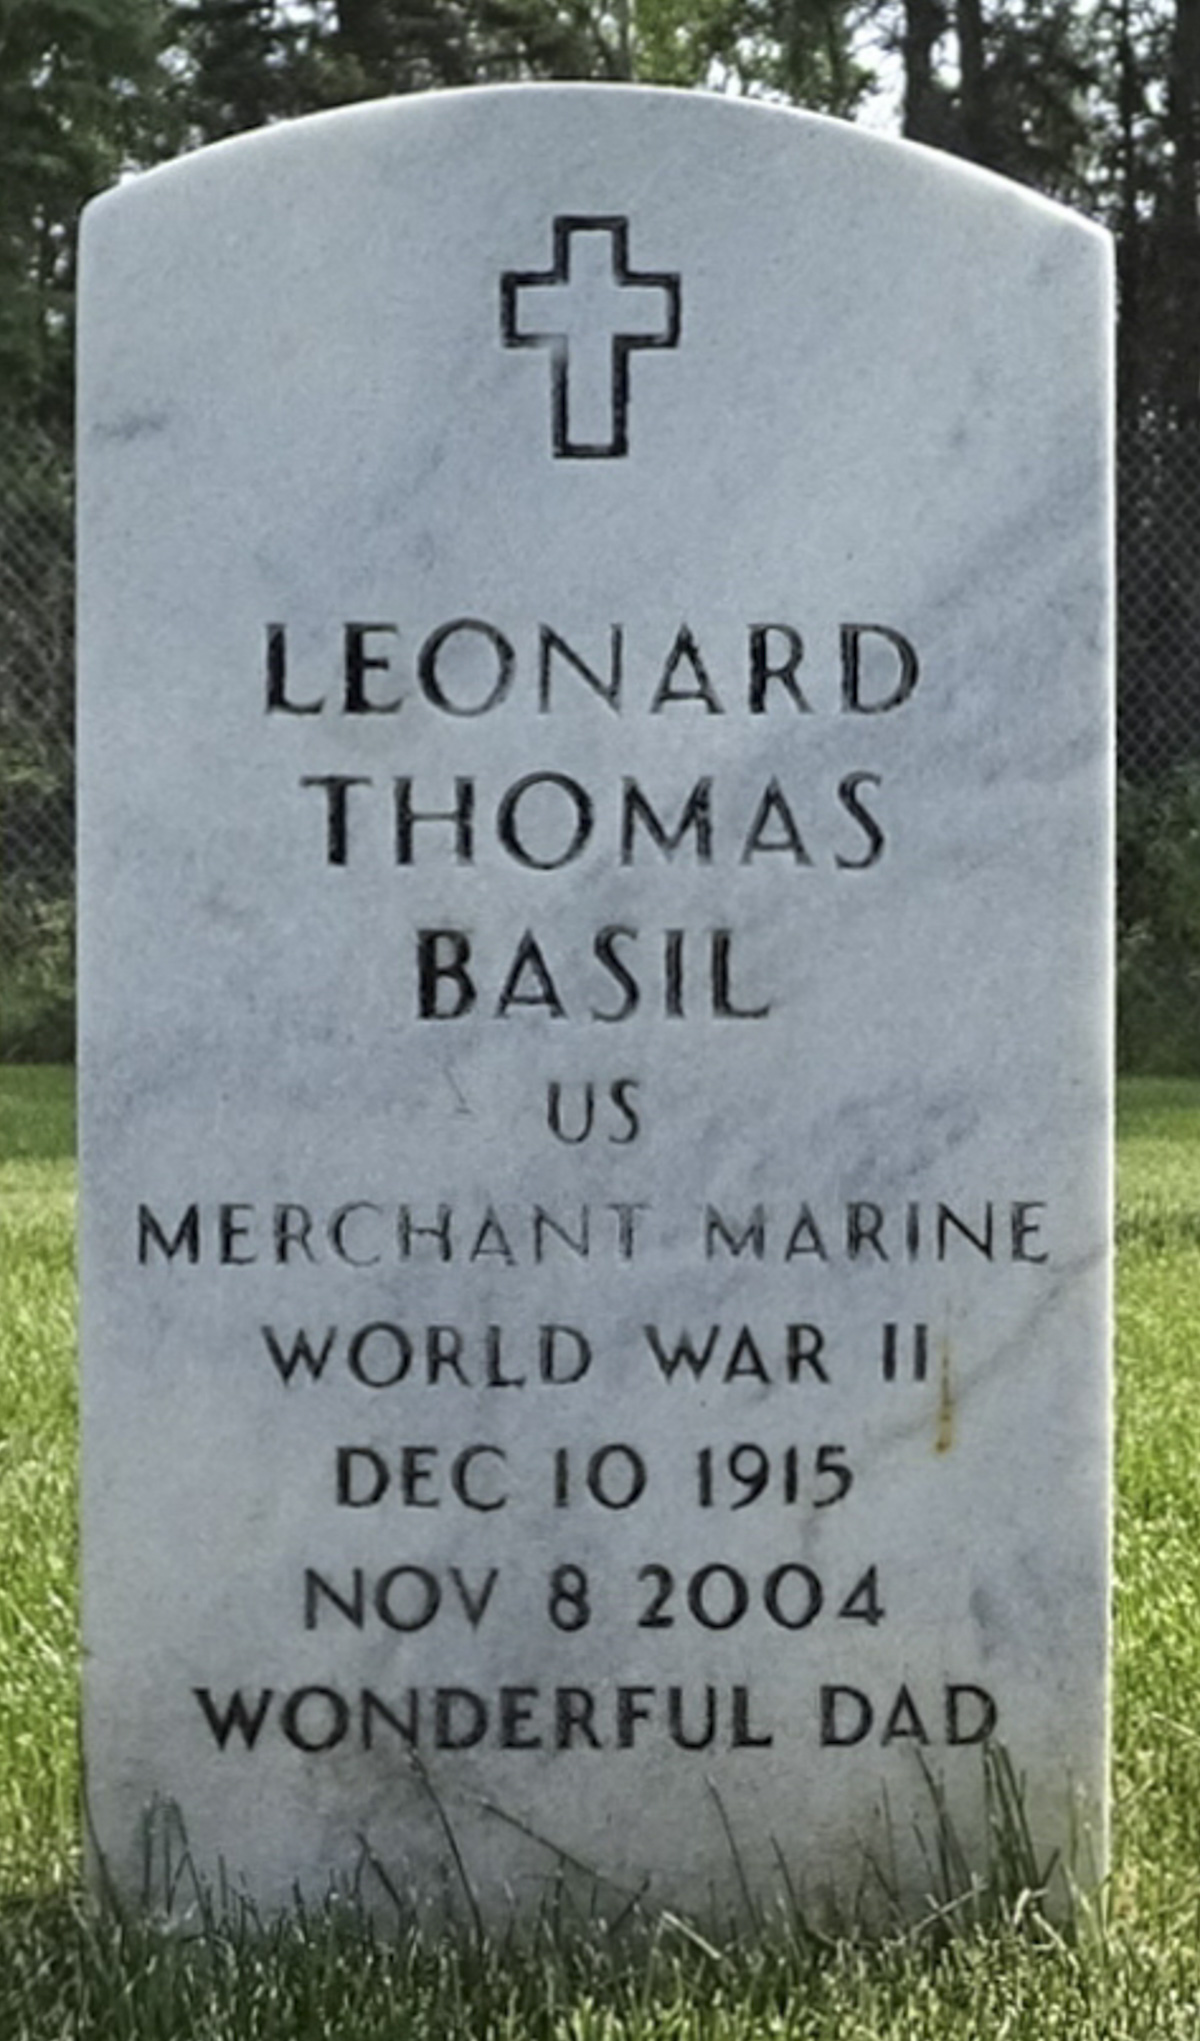 LEONARD
THOMAS
BASIL
US
MERCHANT MARINE
WORLD WAR II
DEC 10 1915
NOV 8 2004
WONDERFUL DAD